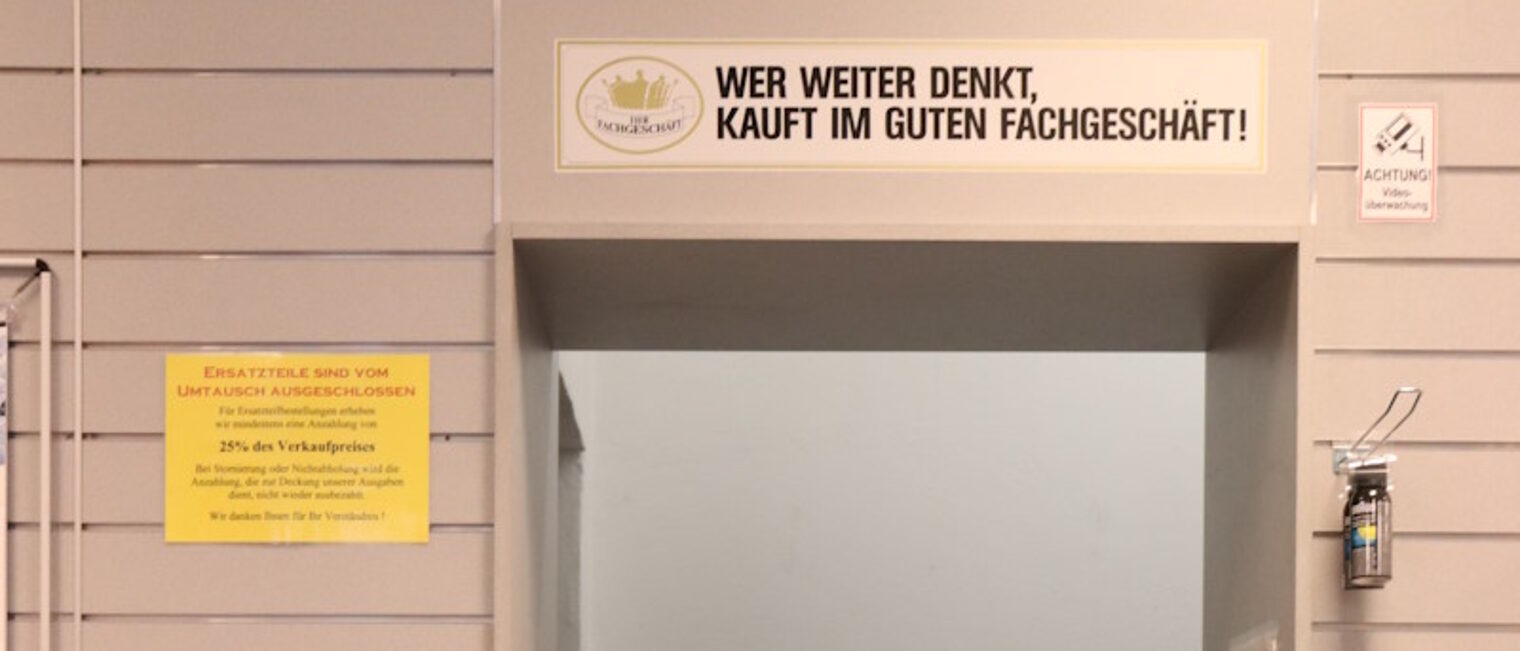 WER WEITER DENKT,
KAUFT IM GUTEN FACHGESCHÄFT!
IHR
FACHGESCHÄFT
ACHTUNG!
Video-
überwachung
ERSATZTEILE SIND VOM
UMTAUSCH AUSGESCHLOSSEN
Für Ersatzteilbestellungen erheben
wir mindestens eine Anzahlung von
25% des Verkaufpreises
Bei Stornierung oder Nichtabholung wird die
Anzahlung, die zur Deckung unserer Ausgaben
dient, nicht wieder ausbezahlt.
Wir danken Ihnen für Ihr Verständnis !